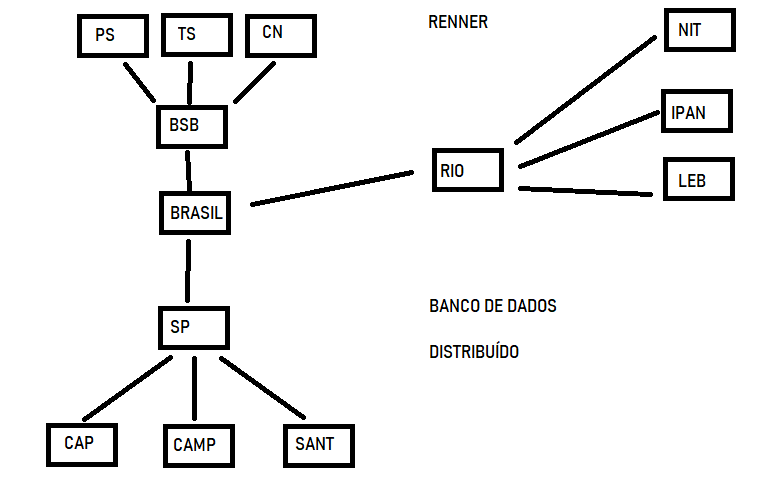 PS
TS
CN
RENNER
NIT
BSB
IPAN
RIO
LEB
BRASIL
BANCO DE DADOS
SP
DISTRIBUÍDO
CAP
CAMP
SANT